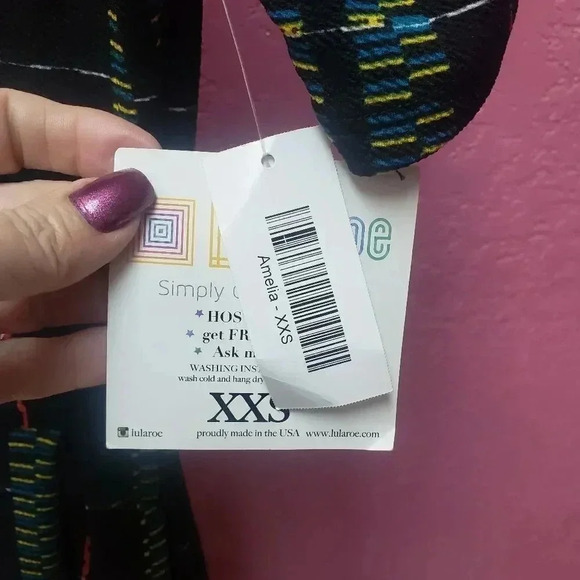 oe
Simply
HOS
get FR
Ask m
WASHING INS
wash cold and hang dry
XXS
proudly made in the USA www.lularoe.com
lularoe
Amelia - XXS